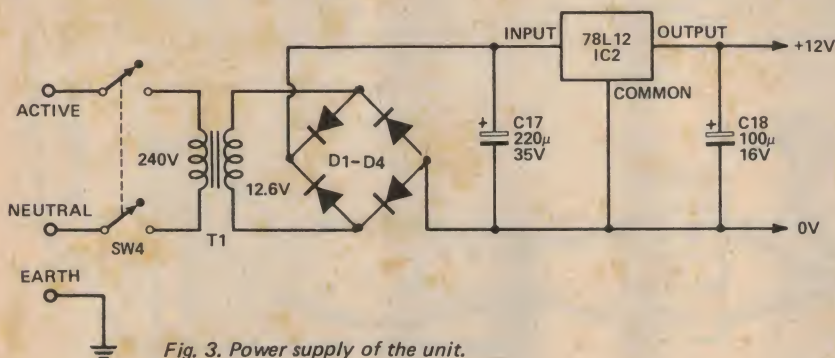 INPUT
78L12
IC2
OUTPUT
+12V
COMMON
ACTIVE
240V
T1
12.6V
D1–D4
+
C17
220μ
35V
+
C18
100μ
16V
NEUTRAL
SW4
0V
EARTH
Fig. 3. Power supply of the unit.